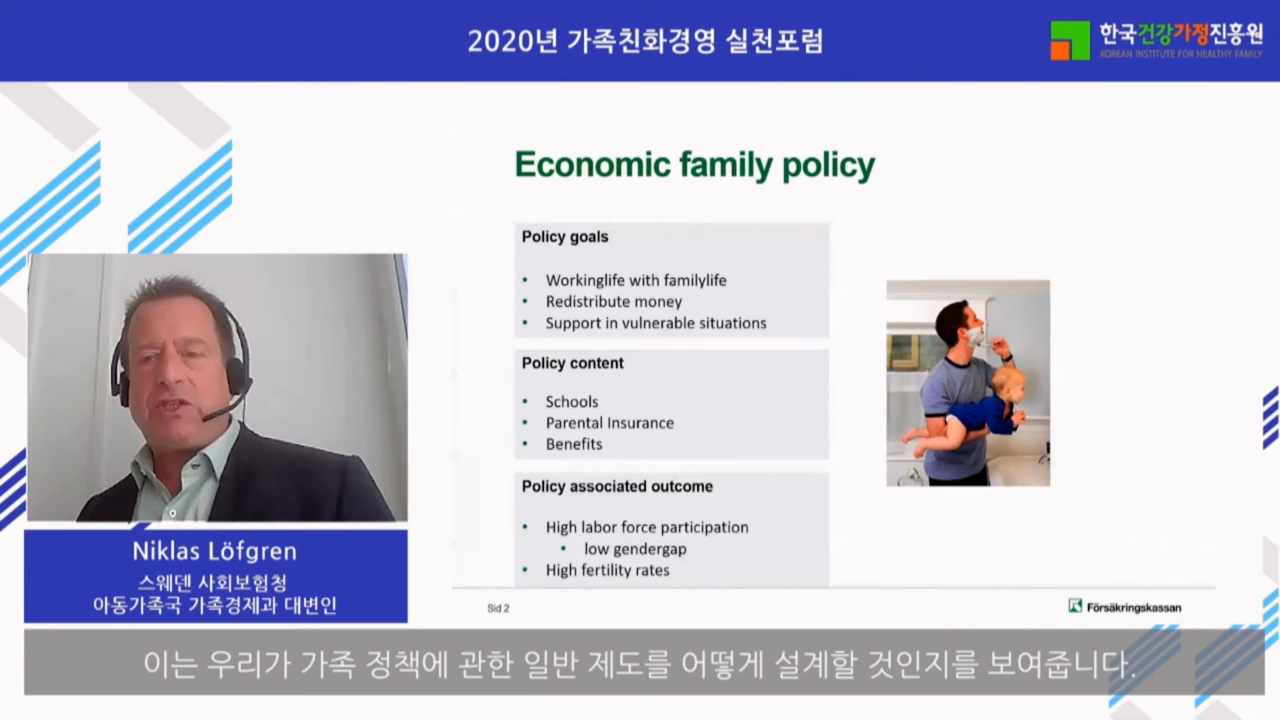 2020년 가족친화경영 실천포럼
한국건강가정진흥원
KOREAN INSTITUTE FOR HEALTHY FAMILY
Economic family policy
Policy goals
• Workinglife with familylife
• Redistribute money
• Support in vulnerable situations
Policy content
• Schools
• Parental Insurance
• Benefits
Policy associated outcome
• High labor force participation
• low gendergap
• High fertility rates
Sid 2
Försäkringskassan
Niklas Löfgren
스웨덴 사회보험청
아동가족국 가족경제과 대변인
이는 우리가 가족 정책에 관한 일반 제도를 어떻게 설계할 것인지를 보여줍니다.